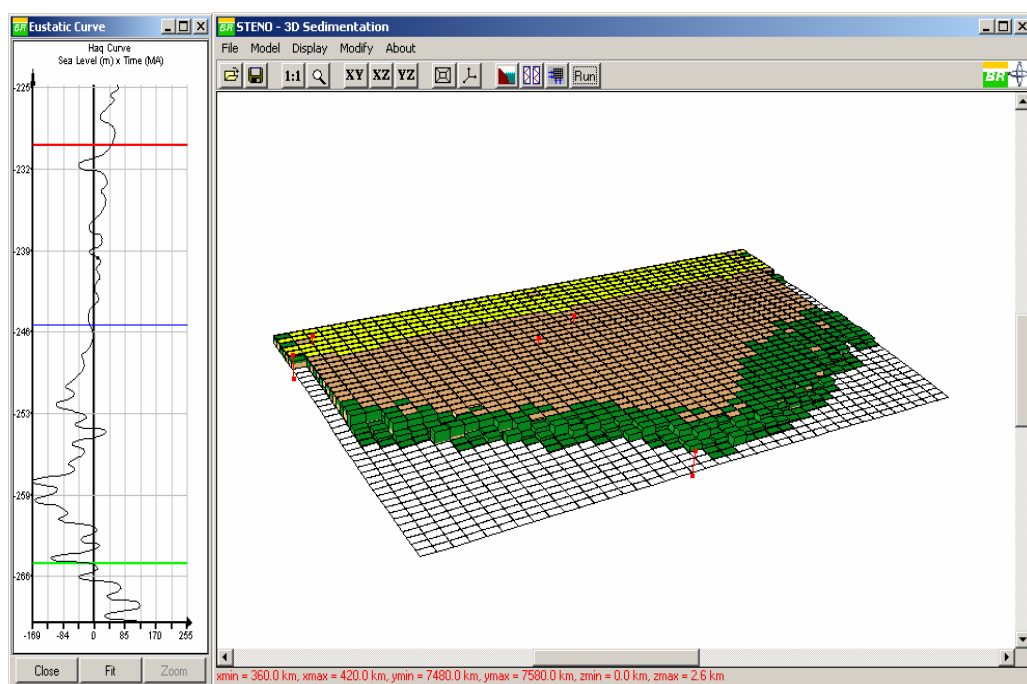 BR Eustatic Curve
Haq Curve
Sea Level (m) x Time (MA)
-225
-232
-239
-246
-253
-259
-266
-169 -84 0 85 170 255
Close Fit Zoom
BR STENO - 3D Sedimentation
File Model Display Modify About
1:1 XY XZ YZ Run BR
xmin = 360.0 km, xmax = 420.0 km, ymin = 7480.0 km, ymax = 7580.0 km, zmin = 0.0 km, zmax = 2.6 km